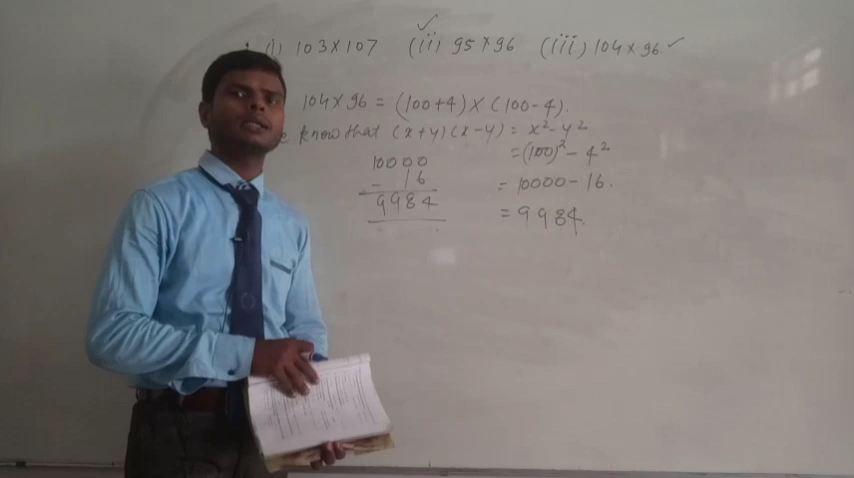 (i) 103×107 (ii) 95×96 (iii) 104×96
104×96 = (100+4)×(100-4).
know that (x+y)(x-y) = x²-y²
= (100)² - 4²
10000
- 16
9984
= 10000-16.
= 9984.